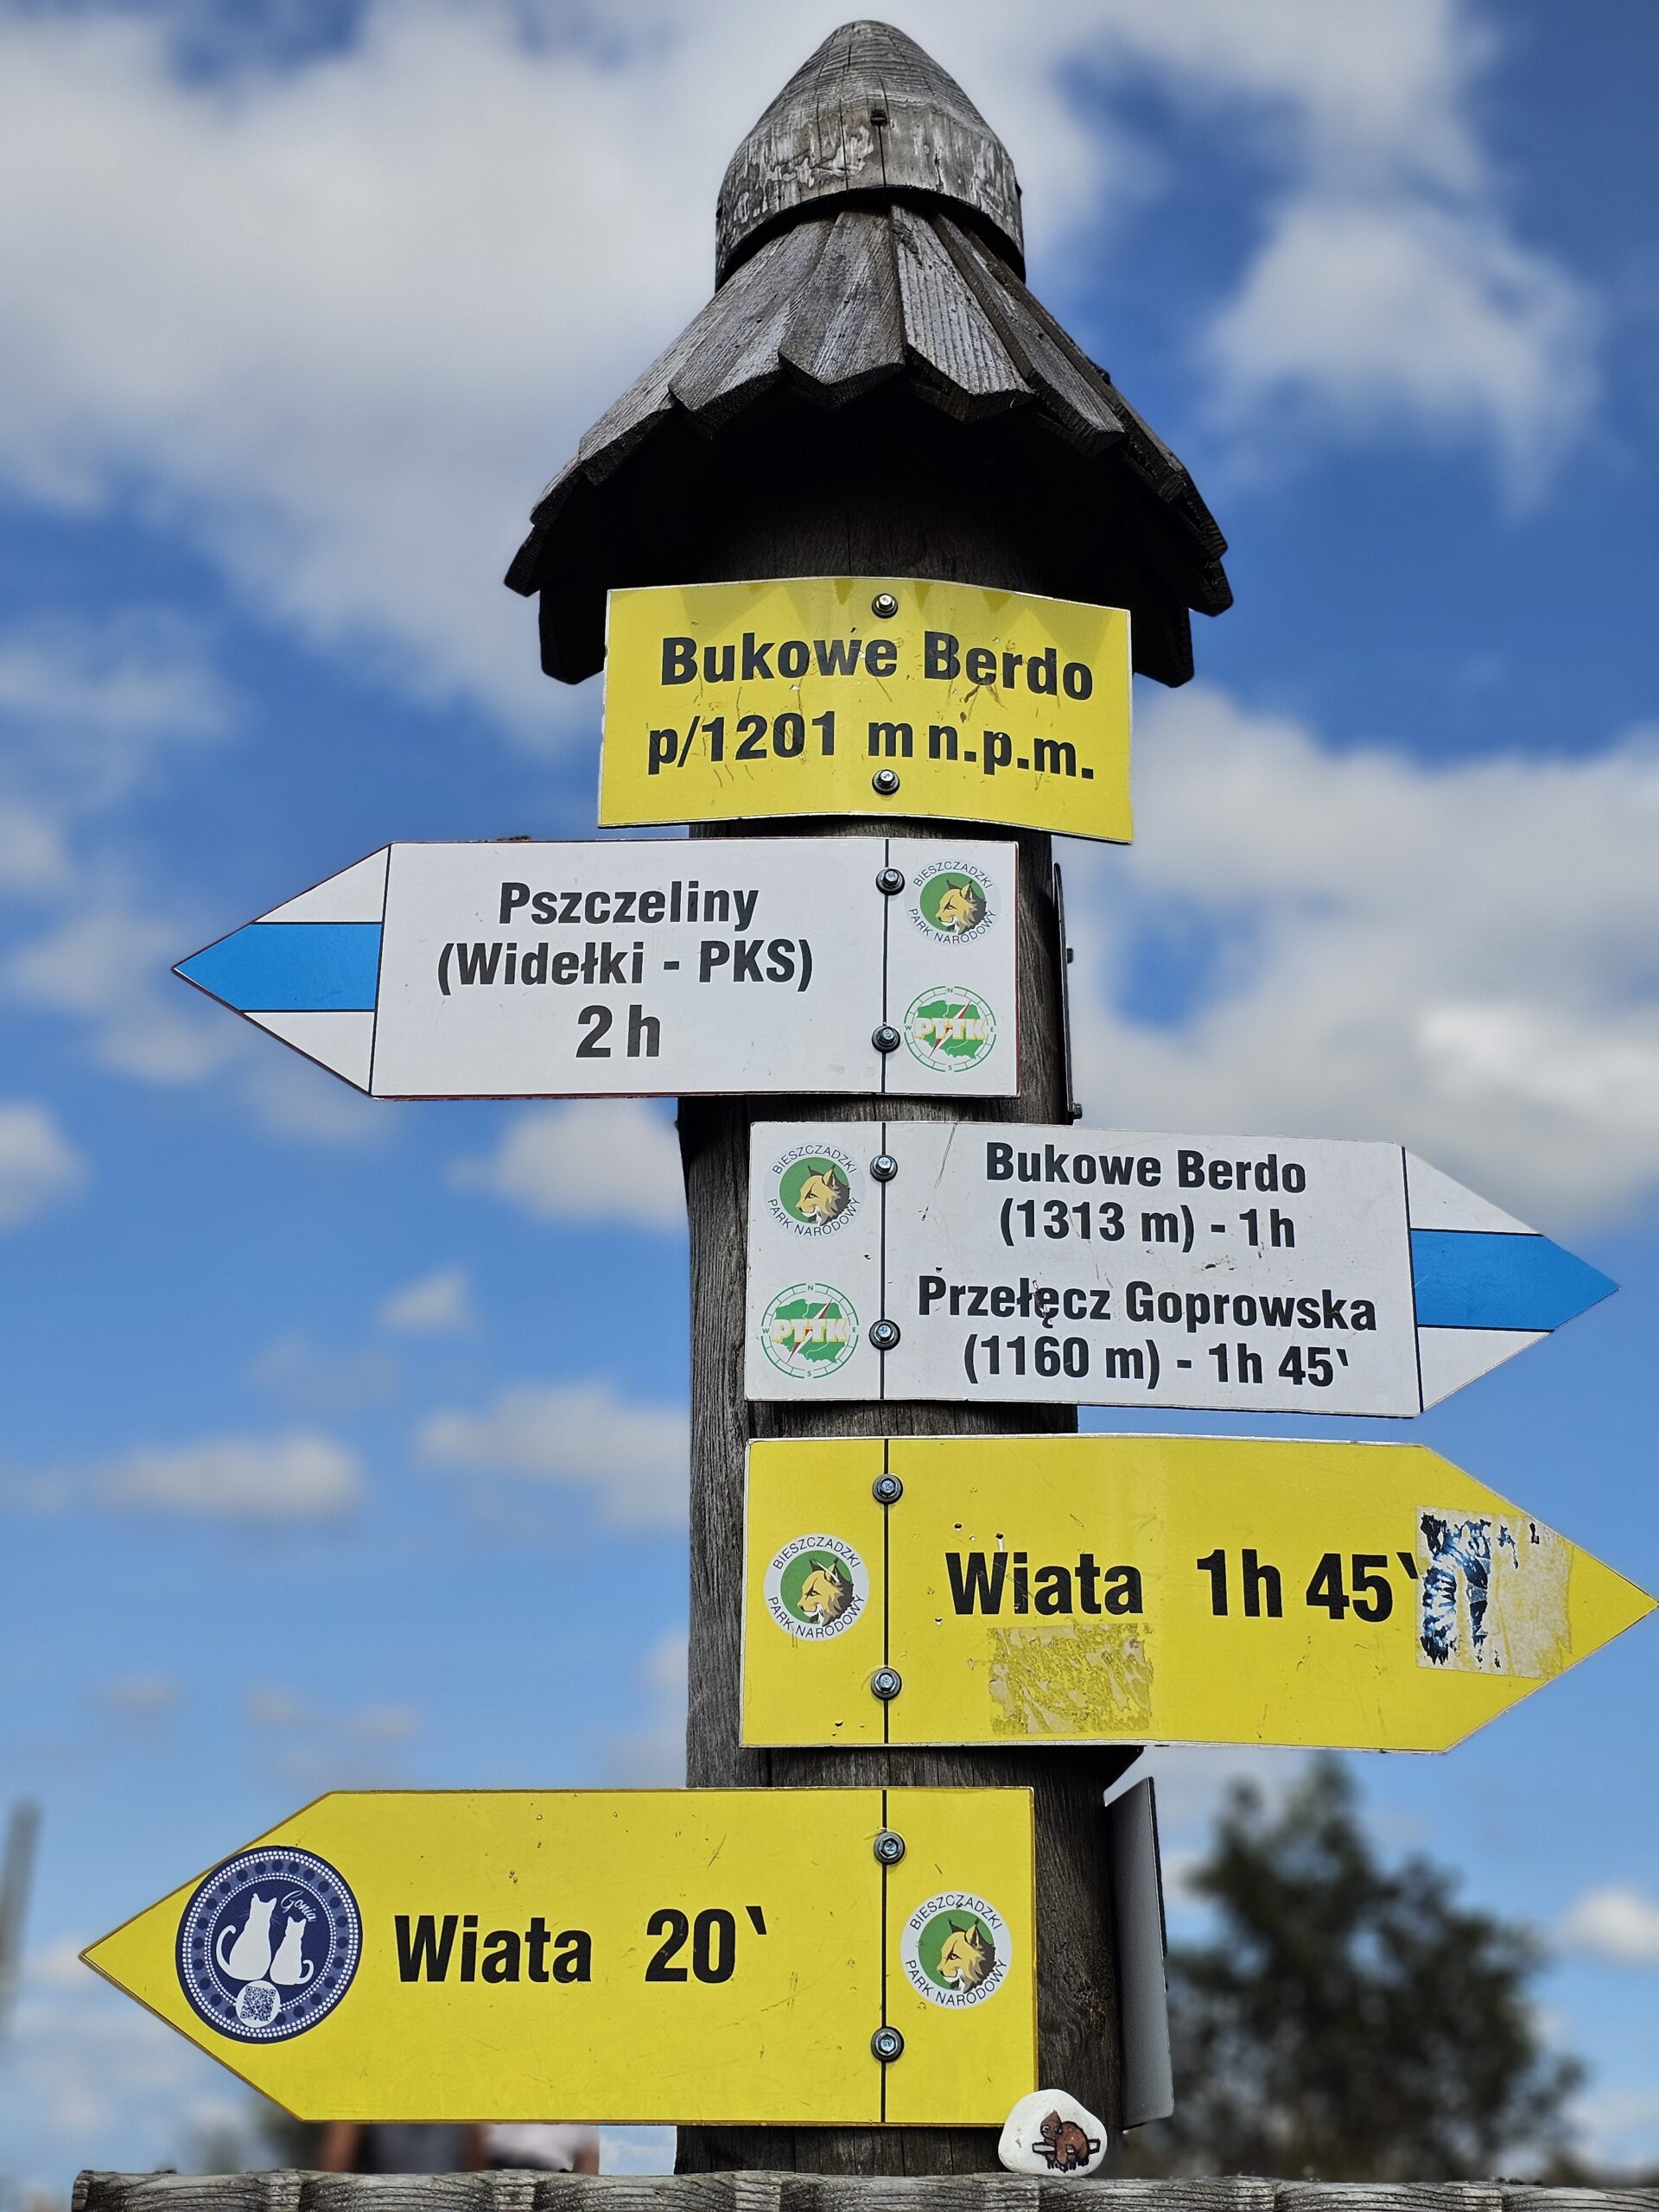 Bukowe Berdo
p/1201 m n.p.m.
Pszczeliny
(Widełki - PKS)
2 h
BIESZCZADZKI
PARK NARODOWY
N
W PTTK E
S
Bukowe Berdo
(1313 m) - 1h
Przełęcz Goprowska
(1160 m) - 1h 45‵
BIESZCZADZKI
PARK NARODOWY
N
W PTTK E
S
Wiata 1h 45‵
BIESZCZADZKI
PARK NARODOWY
Gonia
Wiata 20‵
BIESZCZADZKI
PARK NARODOWY